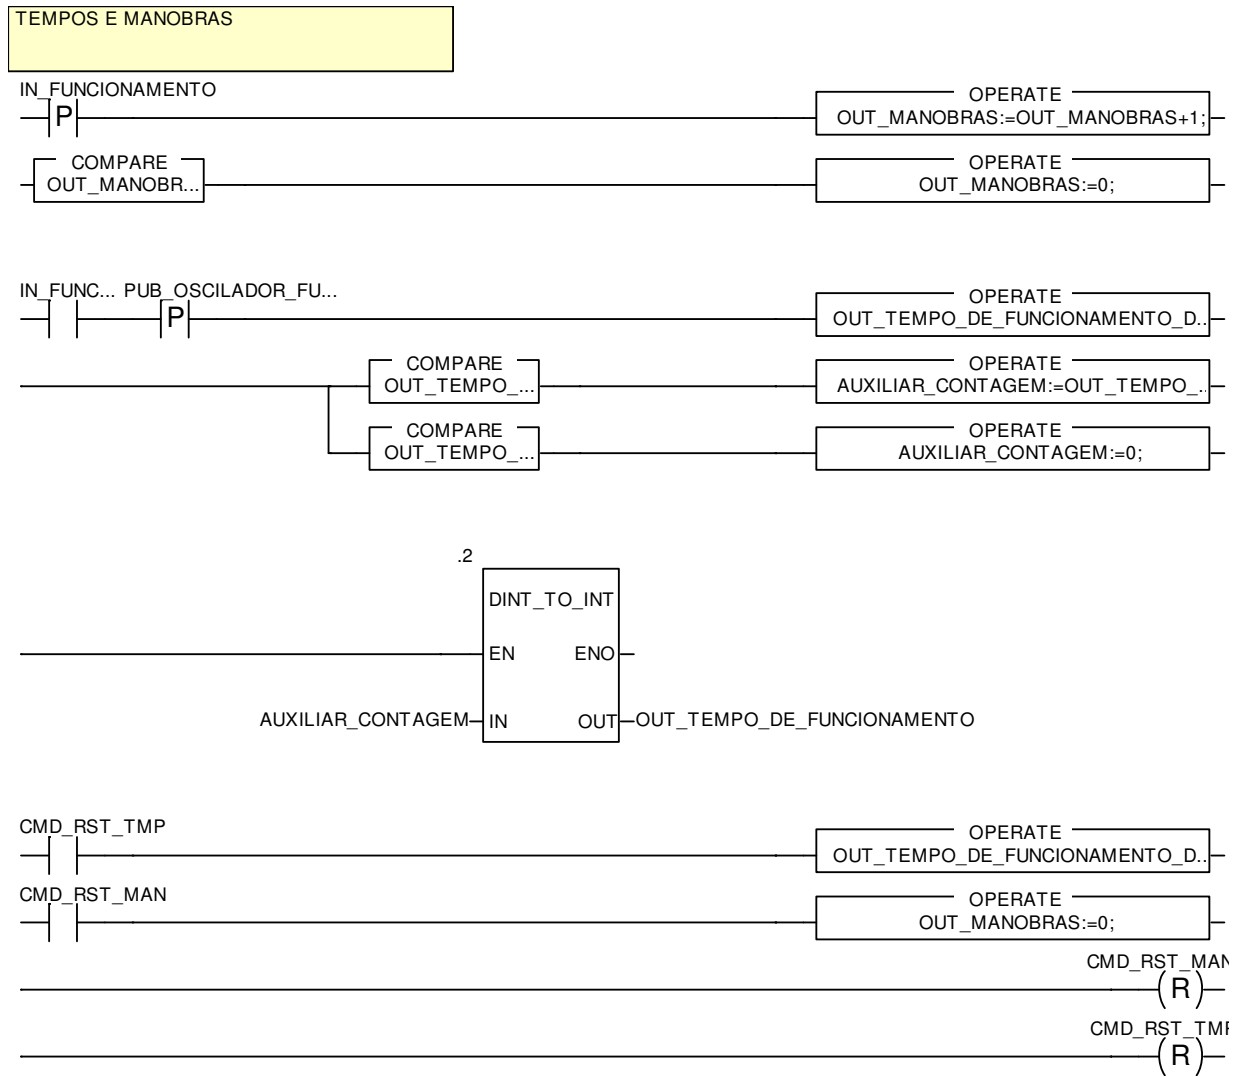 TEMPOS E MANOBRAS
IN_FUNCIONAMENTO
P
OPERATE
OUT_MANOBRAS:=OUT_MANOBRAS+1;
COMPARE
OUT_MANOBR...
OPERATE
OUT_MANOBRAS:=0;
IN_FUNC... PUB_OSCILADOR_FU...
P
OPERATE
OUT_TEMPO_DE_FUNCIONAMENTO_D..
COMPARE
OUT_TEMPO_...
OPERATE
AUXILIAR_CONTAGEM:=OUT_TEMPO_..
COMPARE
OUT_TEMPO_...
OPERATE
AUXILIAR_CONTAGEM:=0;
.2
DINT_TO_INT
EN ENO
AUXILIAR_CONTAGEM IN OUT OUT_TEMPO_DE_FUNCIONAMENTO
CMD_RST_TMP
OPERATE
OUT_TEMPO_DE_FUNCIONAMENTO_D..
CMD_RST_MAN
OPERATE
OUT_MANOBRAS:=0;
CMD_RST_MAN
R
CMD_RST_TMP
R